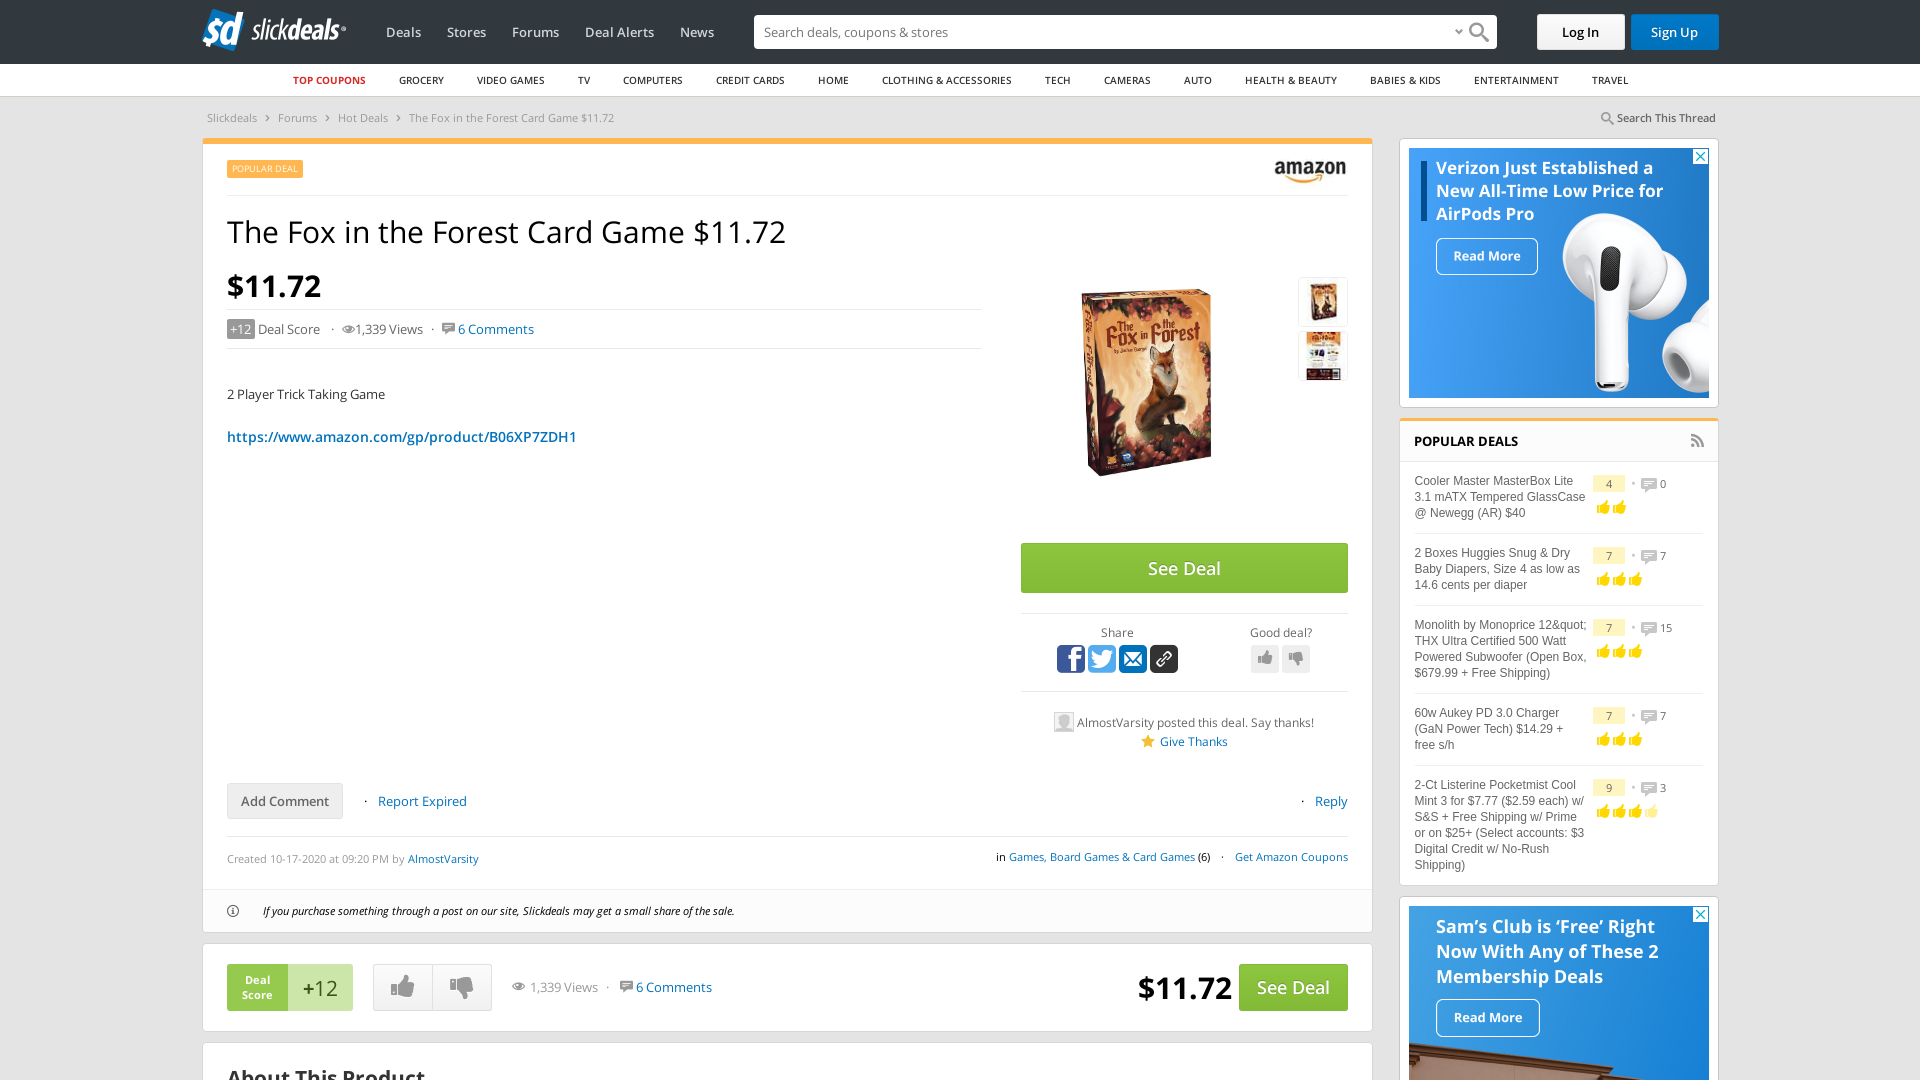 slickdeals
Deals
Stores
Forums
Deal Alerts
News
Search deals, coupons & stores
Log In
Sign Up
TOP COUPONS
GROCERY
VIDEO GAMES
TV
COMPUTERS
CREDIT CARDS
HOME
CLOTHING & ACCESSORIES
TECH
CAMERAS
AUTO
HEALTH & BEAUTY
BABIES & KIDS
ENTERTAINMENT
TRAVEL
Slickdeals > Forums > Hot Deals > The Fox in the Forest Card Game $11.72
Search This Thread
POPULAR DEAL
amazon
The Fox in the Forest Card Game $11.72
$11.72
+12 Deal Score · 1,339 Views · 6 Comments
2 Player Trick Taking Game
https://www.amazon.com/gp/product/B06XP7ZDH1
The
Fox in the
Forest
See Deal
Share
Good deal?
AlmostVarsity posted this deal. Say thanks!
Give Thanks
Add Comment
· Report Expired
· Reply
Created 10-17-2020 at 09:20 PM by AlmostVarsity
in Games, Board Games & Card Games (6) · Get Amazon Coupons
If you purchase something through a post on our site, Slickdeals may get a small share of the sale.
Deal
Score
+12
1,339 Views · 6 Comments
$11.72
See Deal
About This Product
Verizon Just Established a
New All-Time Low Price for
AirPods Pro
Read More
POPULAR DEALS
Cooler Master MasterBox Lite
3.1 mATX Tempered GlassCase
@ Newegg (AR) $40
4 • 0
2 Boxes Huggies Snug & Dry
Baby Diapers, Size 4 as low as
14.6 cents per diaper
7 • 7
Monolith by Monoprice 12&quot;
THX Ultra Certified 500 Watt
Powered Subwoofer (Open Box,
$679.99 + Free Shipping)
7 • 15
60w Aukey PD 3.0 Charger
(GaN Power Tech) $14.29 +
free s/h
7 • 7
2-Ct Listerine Pocketmist Cool
Mint 3 for $7.77 ($2.59 each) w/
S&S + Free Shipping w/ Prime
or on $25+ (Select accounts: $3
Digital Credit w/ No-Rush
Shipping)
9 • 3
Sam's Club is 'Free' Right
Now With Any of These 2
Membership Deals
Read More